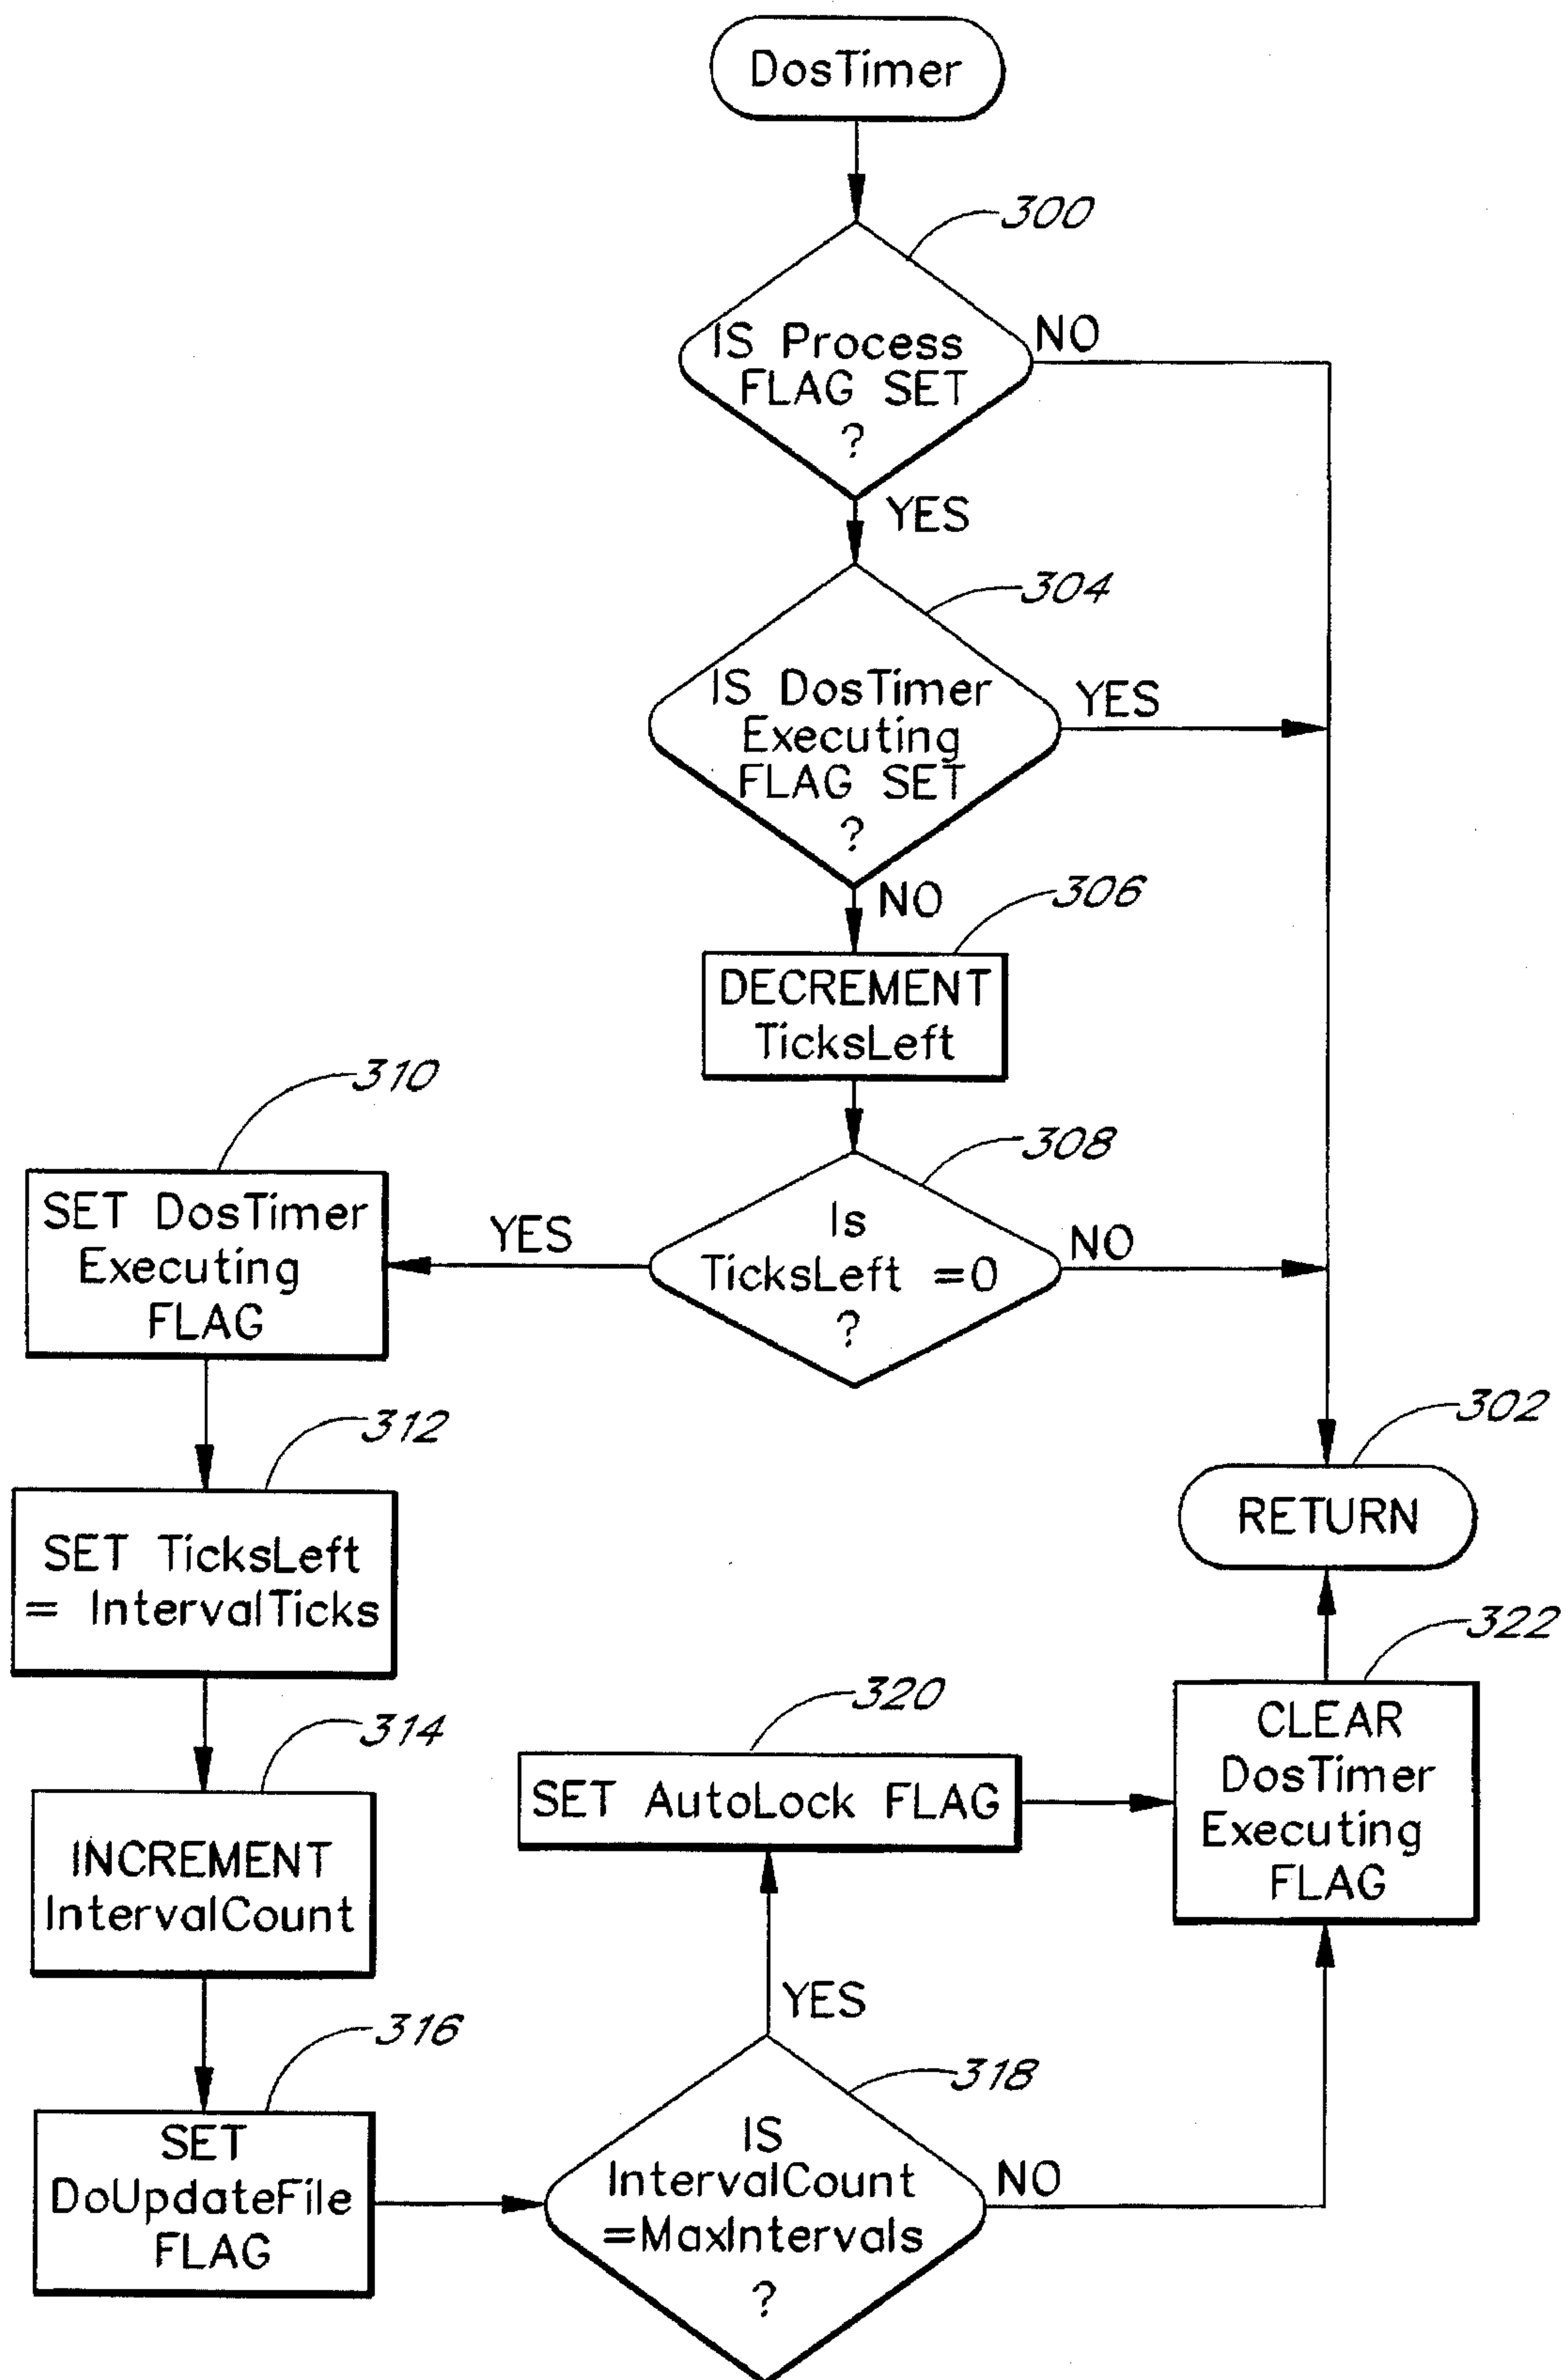 DosTimer
300
IS Process
FLAG SET
?
NO
YES
304
IS DosTimer
Executing
FLAG SET
?
YES
NO
306
DECREMENT
TicksLeft
308
Is
TicksLeft =0
?
YES
NO
310
SET DosTimer
Executing
FLAG
312
SET TicksLeft
= IntervalTicks
314
INCREMENT
IntervalCount
316
SET
DoUpdateFile
FLAG
318
IS
IntervalCount
=MaxIntervals
?
YES
NO
320
SET AutoLock FLAG
322
CLEAR
DosTimer
Executing
FLAG
302
RETURN